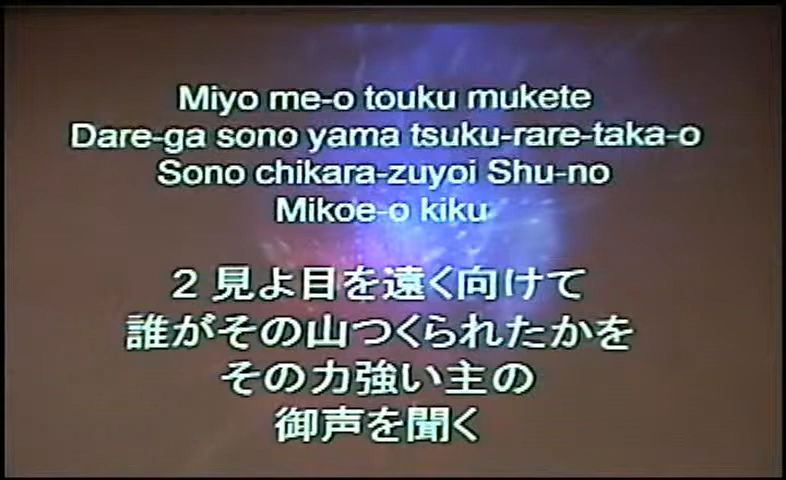 Miyo me-o touku mukete
Dare-ga sono yama tsuku-rare-taka-o
Sono chikara-zuyoi Shu-no
Mikoe-o kiku
2 見よ目を遠く向けて
誰がその山つくられたかを
その力強い主の
御声を聞く